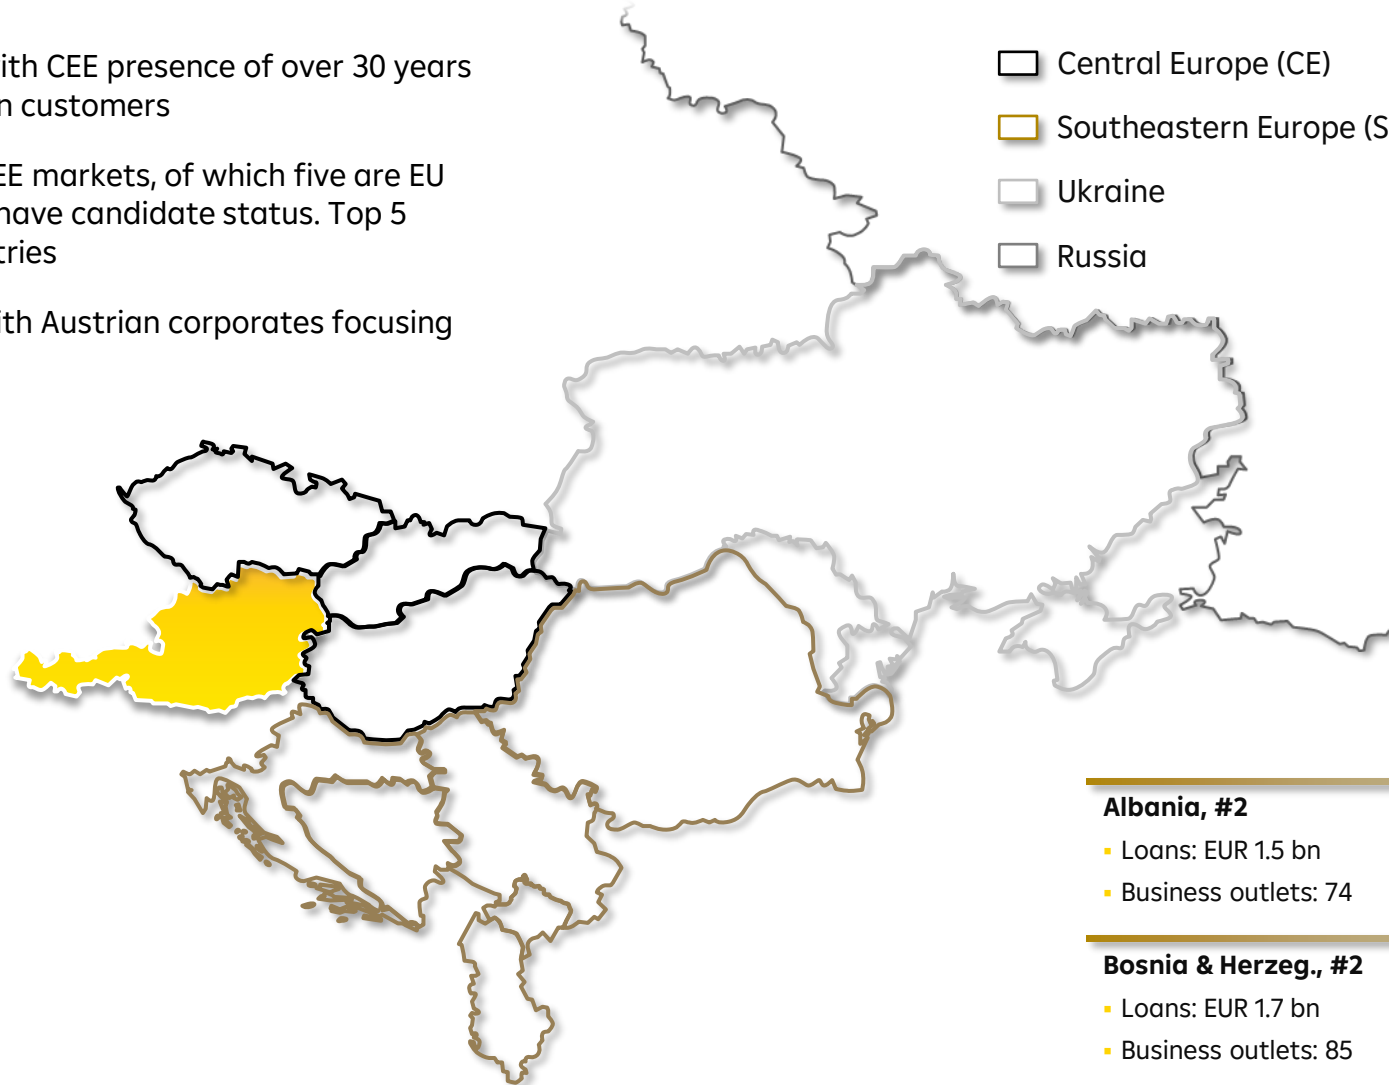 ith CEE presence of over 30 years
n customers
EE markets, of which five are EU
have candidate status. Top 5
tries
ith Austrian corporates focusing
Central Europe (CE)
Southeastern Europe (S
Ukraine
Russia
Albania, #2
▪ Loans: EUR 1.5 bn
▪ Business outlets: 74
Bosnia & Herzeg., #2
▪ Loans: EUR 1.7 bn
▪ Business outlets: 85